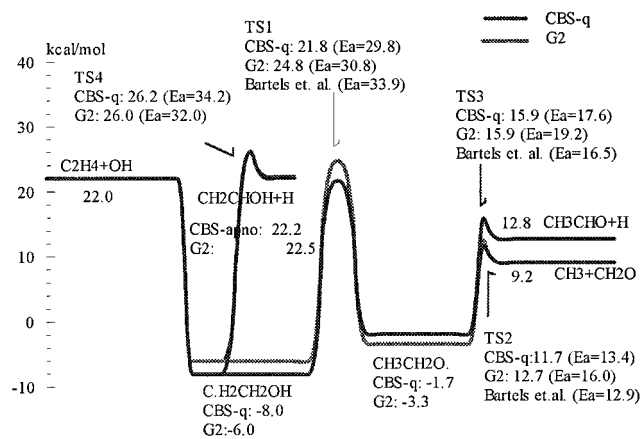 CBS-q
G2
kcal/mol
40
30
20
10
0
-10
TS4
CBS-q: 26.2 (Ea=34.2)
G2: 26.0 (Ea=32.0)
TS1
CBS-q: 21.8 (Ea=29.8)
G2: 24.8 (Ea=30.8)
Bartels et. al. (Ea=33.9)
TS3
CBS-q: 15.9 (Ea=17.6)
G2: 15.9 (Ea=19.2)
Bartels et. al. (Ea=16.5)
C2H4+OH
22.0
CH2CHOH+H
CBS-apno: 22.2
G2: 22.5
12.8 CH3CHO+H
9.2 CH3+CH2O
C.H2CH2OH
CBS-q: -8.0
G2:-6.0
CH3CH2O.
CBS-q: -1.7
G2: -3.3
TS2
CBS-q:11.7 (Ea=13.4)
G2: 12.7 (Ea=16.0)
Bartels et.al. (Ea=12.9)